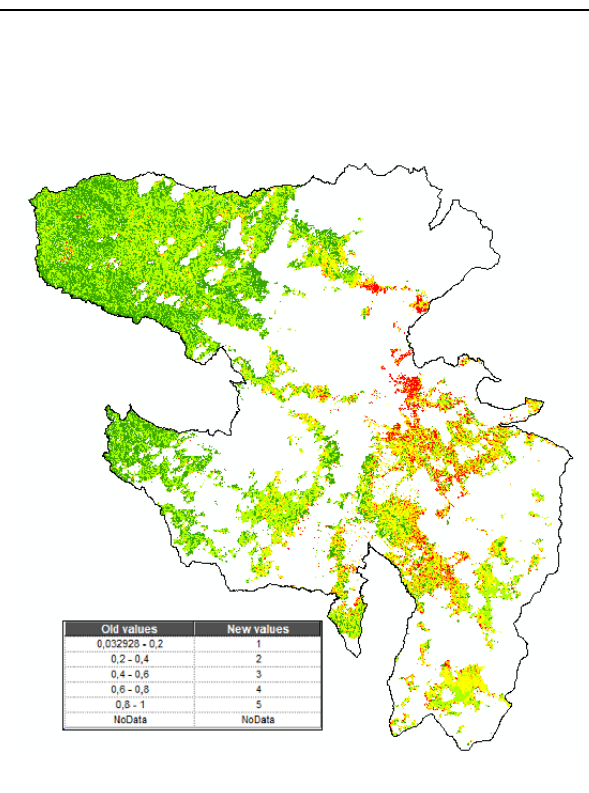 Old values New values
0,032928 - 0,2 1
0,2 - 0,4 2
0,4 - 0,6 3
0,6 - 0,8 4
0,8 - 1 5
NoData NoData